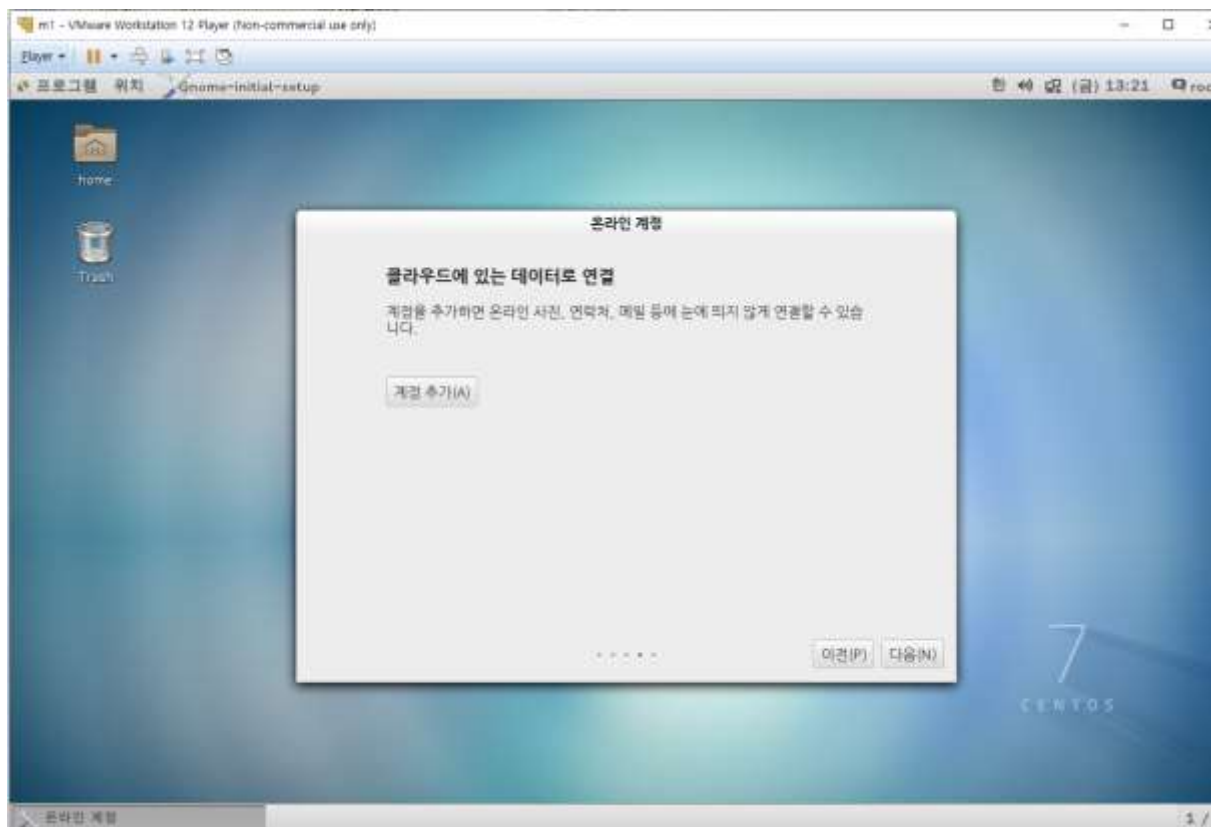 m1 - VMware Workstation 12 Player (Non-commercial use only)
Player
프로그램 위치 Gnome-initial-setup 한 (금) 13:21 roo
home
Trash
온라인 계정
클라우드에 있는 데이터로 연결
계정을 추가하면 온라인 사진, 연락처, 메일 등에 눈에 띄지 않게 연결할 수 있습
니다.
계정 추가(A)
이전(P) 다음(N)
7
CENTOS
온라인 계정 1 /